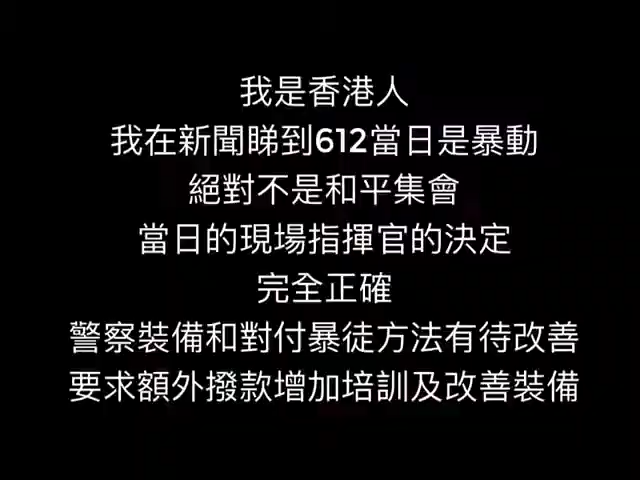 我是香港人
我在新聞睇到612當日是暴動
絕對不是和平集會
當日的現場指揮官的決定
完全正確
警察裝備和對付暴徒方法有待改善
要求額外撥款增加培訓及改善裝備